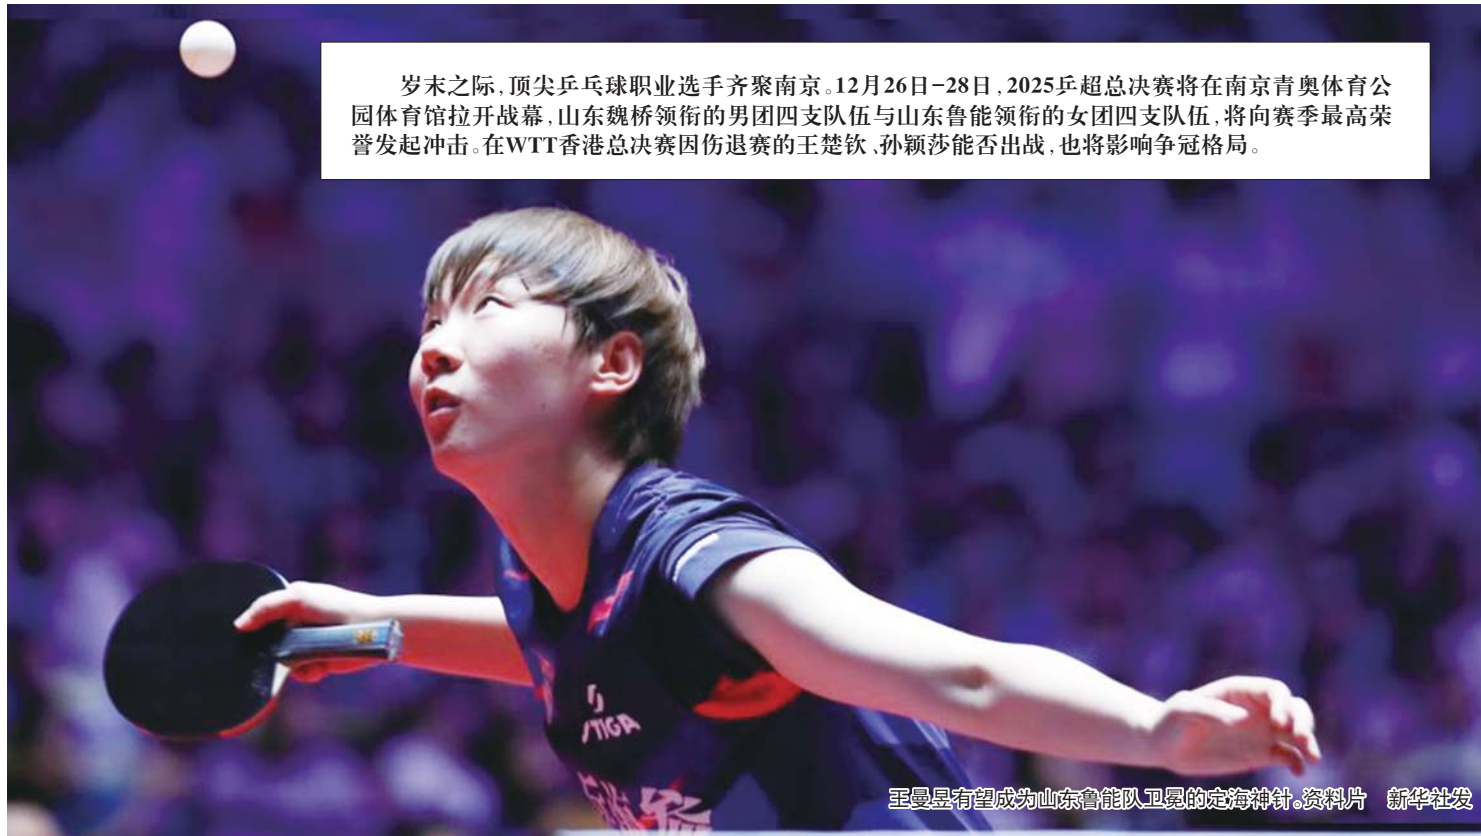 岁末之际，顶尖乒乓球职业选手齐聚南京。12月26日-28日，2025乒超总决赛将在南京青奥体育公
园体育馆拉开战幕，山东魏桥领衔的男团四支队伍与山东鲁能领衔的女团四支队伍，将向赛季最高荣
誉发起冲击。在WTT香港总决赛因伤退赛的王楚钦、孙颖莎能否出战，也将影响争冠格局。
STIGA
王曼昱有望成为山东鲁能队卫冕的定海神针。资料片　新华社发